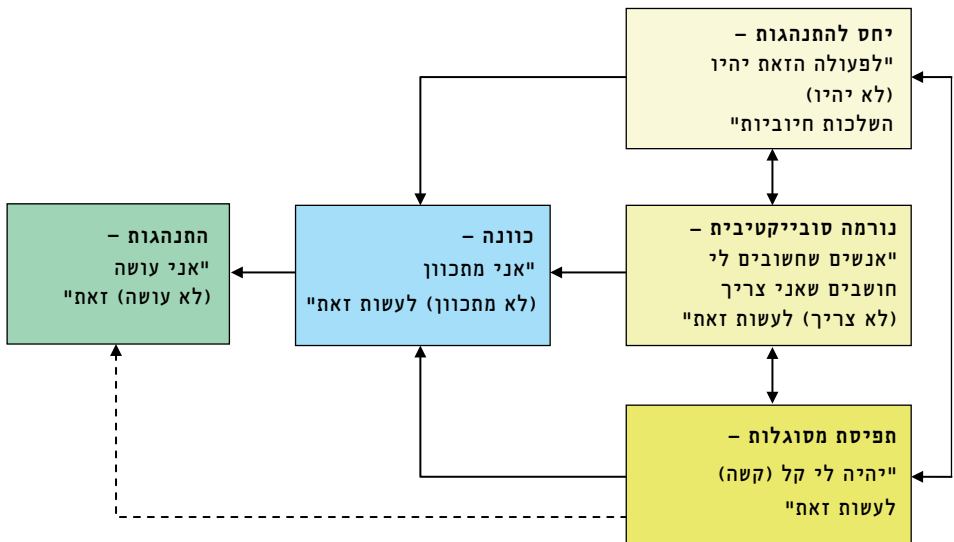 יחס להתנהגות –
"לפעולה הזאת יהיו
(לא יהיו)
השלכות חיוביות"
נורמה סובייקטיבית –
"אנשים שחשובים לי
חושבים שאני צריך
(לא צריך) לעשות זאת"
תפיסת מסוגלות –
"יהיה לי קל (קשה)
לעשות זאת"
כוונה –
"אני מתכוון
(לא מתכוון) לעשות זאת"
התנהגות –
"אני עושה
(לא עושה) זאת"